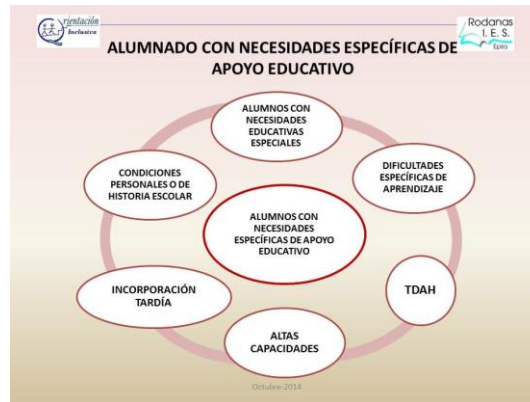 Orientación
Inclusiva
Rodanas
I. E. S.
Épila
ALUMNADO CON NECESIDADES ESPECÍFICAS DE
APOYO EDUCATIVO
ALUMNOS CON
NECESIDADES
EDUCATIVAS
ESPECIALES
DIFICULTADES
ESPECÍFICAS DE
APRENDIZAJE
TDAH
ALTAS
CAPACIDADES
INCORPORACIÓN
TARDÍA
CONDICIONES
PERSONALES O DE
HISTORIA ESCOLAR
ALUMNOS CON
NECESIDADES
ESPECÍFICAS DE APOYO
EDUCATIVO
Octubre-2014